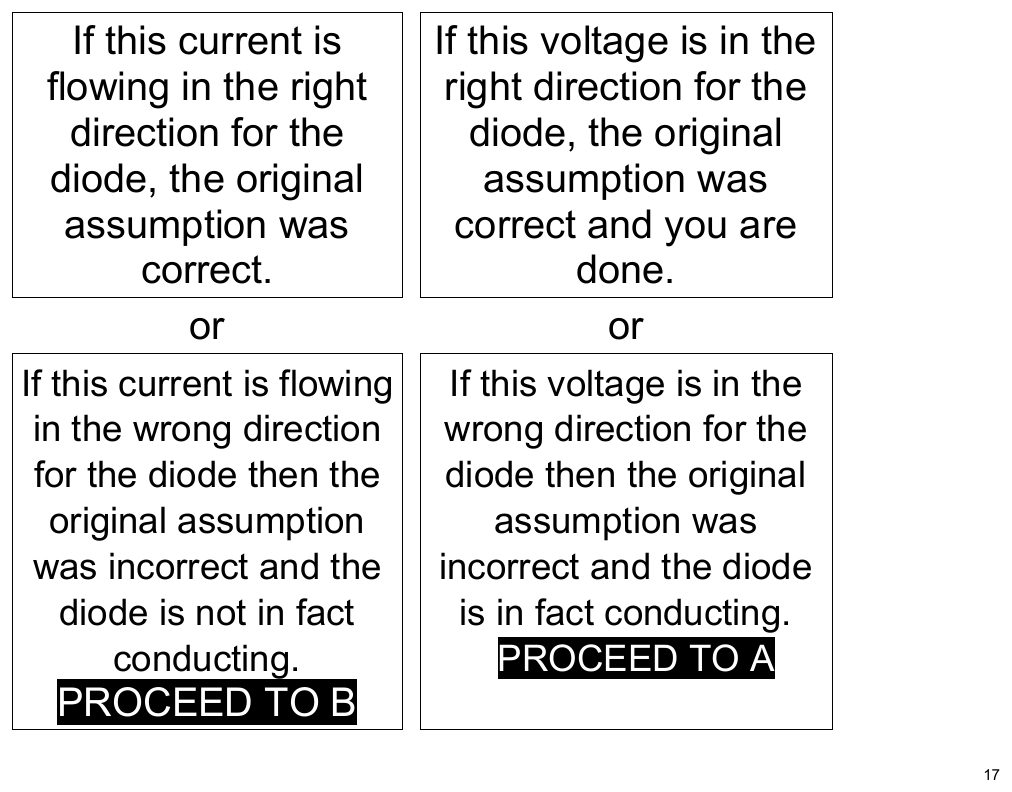 If this current is
flowing in the right
direction for the
diode, the original
assumption was
correct.
or
If this current is flowing
in the wrong direction
for the diode then the
original assumption
was incorrect and the
diode is not in fact
conducting.
PROCEED TO B
If this voltage is in the
right direction for the
diode, the original
assumption was
correct and you are
done.
or
If this voltage is in the
wrong direction for the
diode then the original
assumption was
incorrect and the diode
is in fact conducting.
PROCEED TO A
17